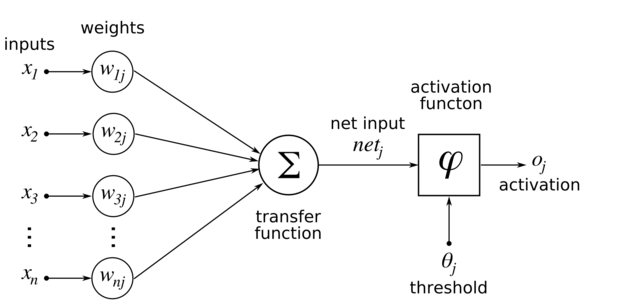 weights
inputs
x1
w1j
activation
functon
x2
w2j
net input
netj
Σ
φ
oj
activation
x3
w3j
transfer
function
θj
threshold
xn
wnj